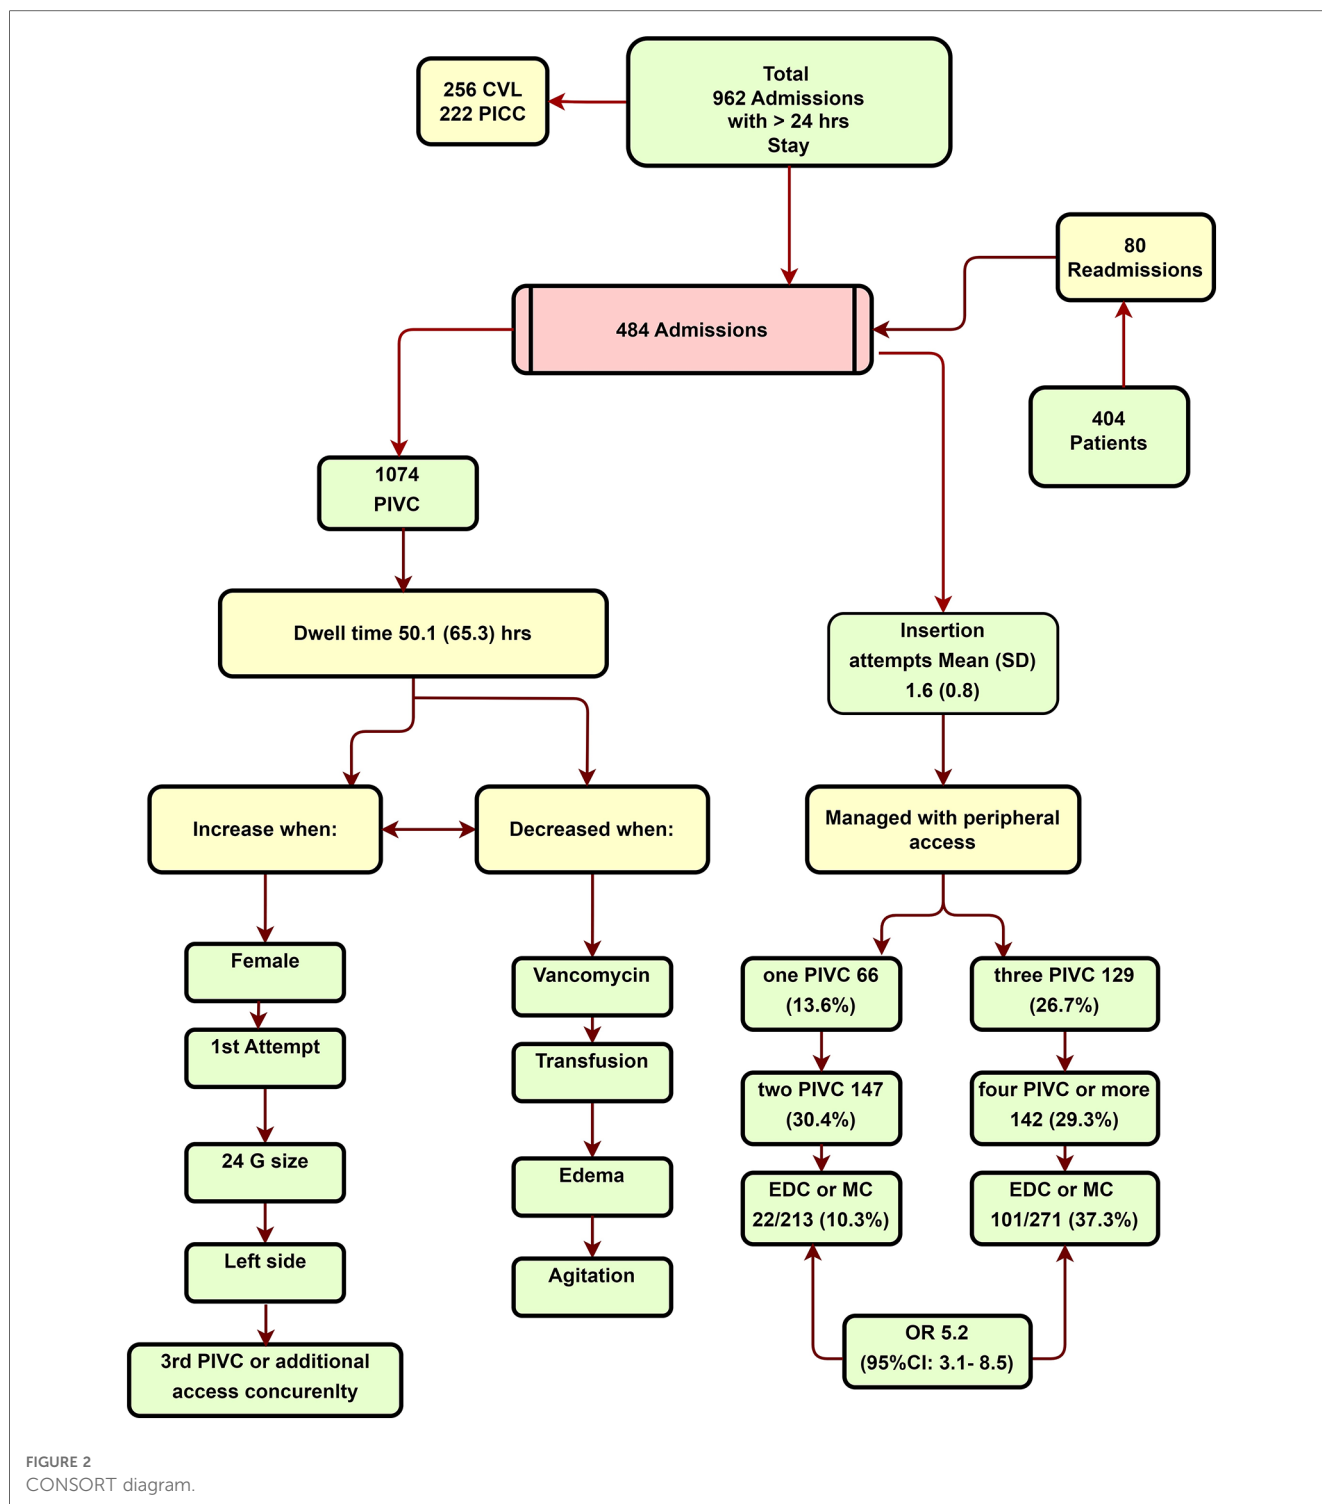 256 CVL
222 PICC
Total
962 Admissions
with > 24 hrs
Stay
80
Readmissions
484 Admissions
404
Patients
1074
PIVC
Dwell time 50.1 (65.3) hrs
Insertion
attempts Mean (SD)
1.6 (0.8)
Increase when:
Decreased when:
Managed with peripheral
access
Female
1st Attempt
24 G size
Left side
3rd PIVC or additional
access concurenlty
Vancomycin
Transfusion
Edema
Agitation
one PIVC 66
(13.6%)
two PIVC 147
(30.4%)
EDC or MC
22/213 (10.3%)
three PIVC 129
(26.7%)
four PIVC or more
142 (29.3%)
EDC or MC
101/271 (37.3%)
OR 5.2
(95%CI: 3.1- 8.5)
FIGURE 2
CONSORT diagram.